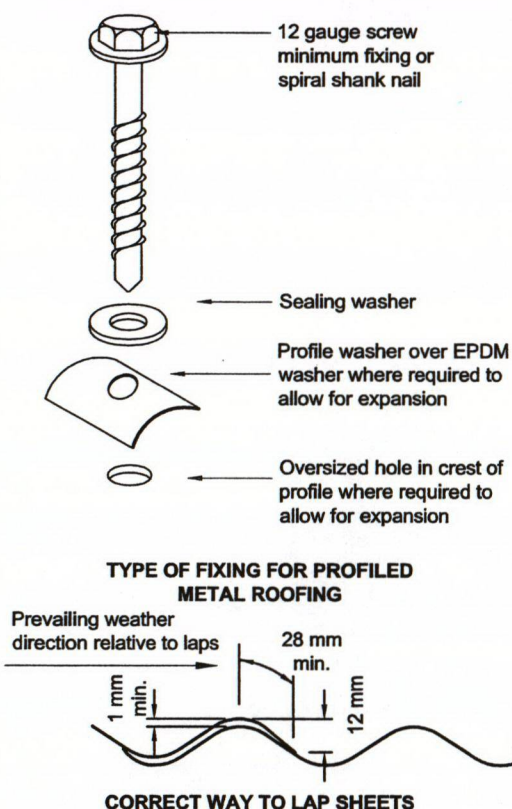 12 gauge screw
minimum fixing or
spiral shank nail
Sealing washer
Profile washer over EPDM
washer where required to
allow for expansion
Oversized hole in crest of
profile where required to
allow for expansion
TYPE OF FIXING FOR PROFILED
METAL ROOFING
Prevailing weather
direction relative to laps
28 mm
min.
1 mm
min.
12 mm
CORRECT WAY TO LAP SHEETS